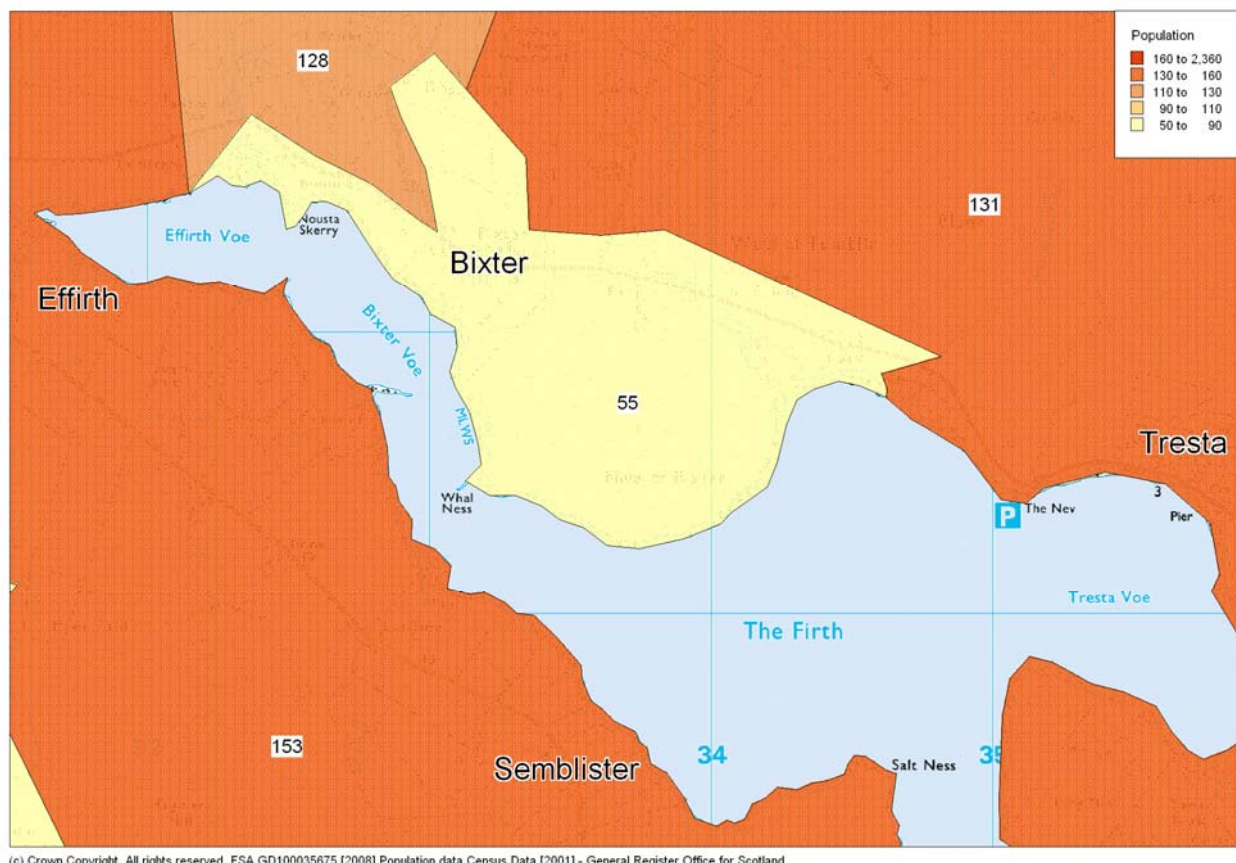 Population
160 to 2,360
130 to 160
110 to 130
90 to 110
50 to 90
128
131
Nousta
Skerry
Effirth Voe
Bixter
Effirth
Bixter Voe
55
MLWS
Tresta
Whal
Ness
3
P
The Nev
Pier
Tresta Voe
The Firth
153
Semblister
34
35
Salt Ness
(c) Crown Copyright. All rights reserved. FSA GD100035675 [2008] Population data Census Data [2001] - General Register Office for Scotland